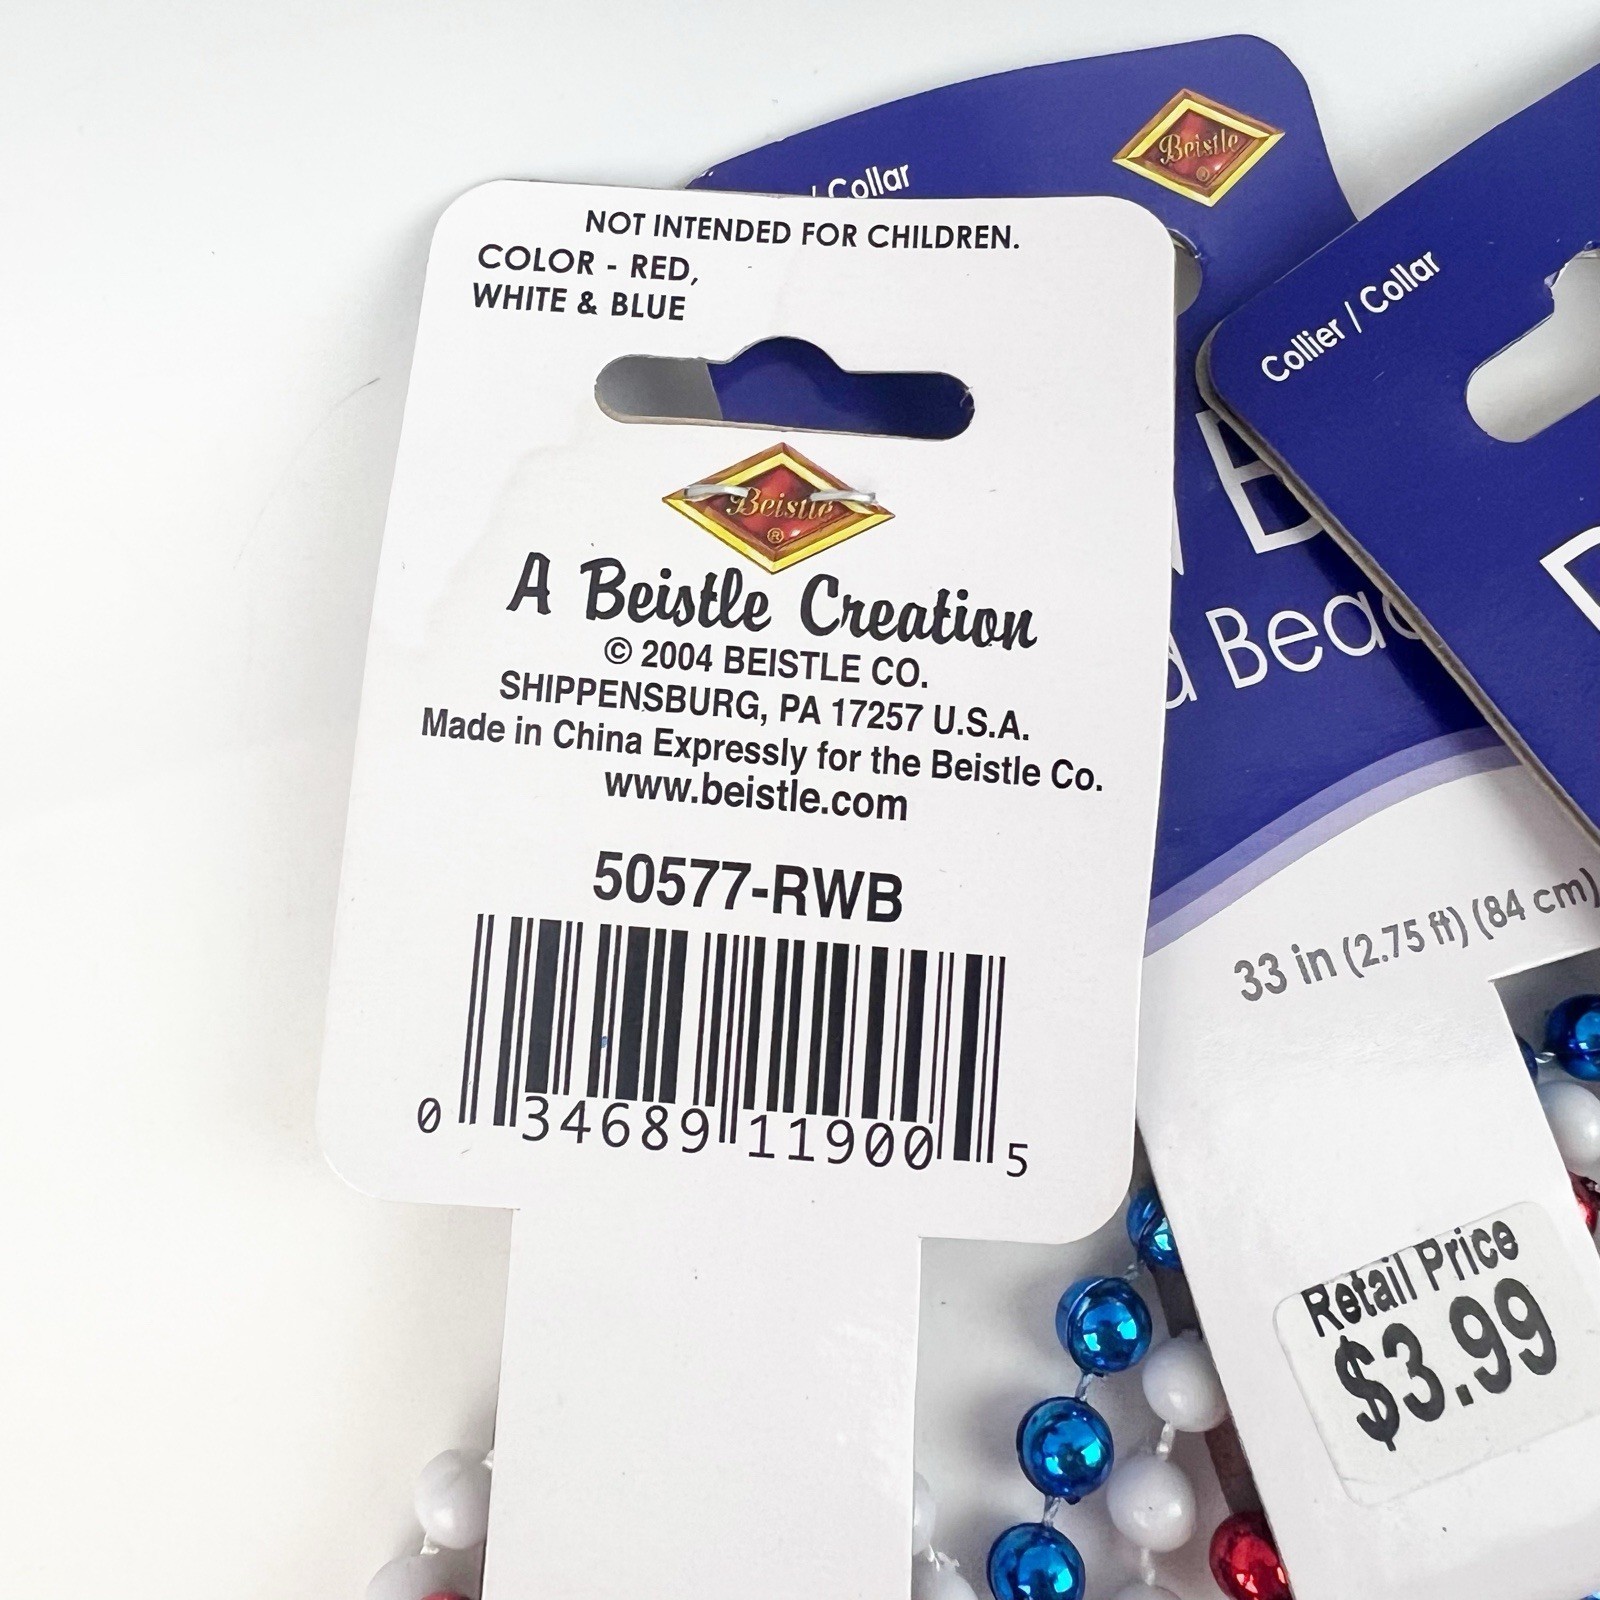 NOT INTENDED FOR CHILDREN.
COLOR - RED,
WHITE & BLUE
Beistle
®
A Beistle Creation
© 2004 BEISTLE CO.
SHIPPENSBURG, PA 17257 U.S.A.
Made in China Expressly for the Beistle Co.
www.beistle.com
50577-RWB
0 34689 11900 5
/ Collar
Beistle
®
33 in (2.75 ft) (84 cm)
Collier / Collar
Retail Price
$3.99